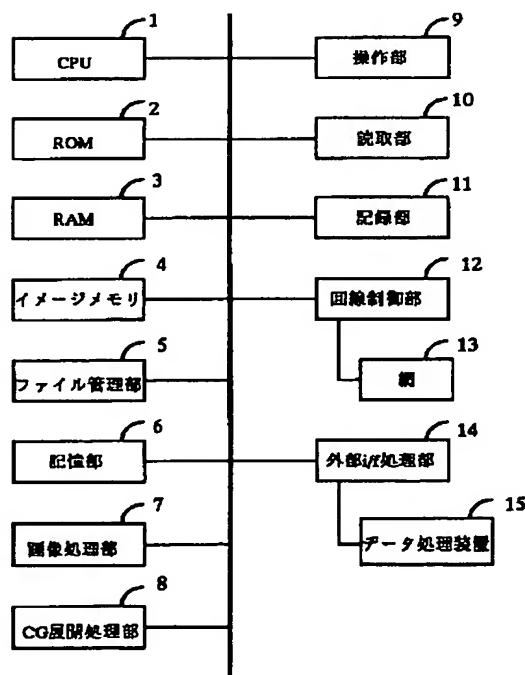 1
CPU
2
ROM
3
RAM
4
イメージメモリ
5
ファイル管理部
6
記憶部
7
画像処理部
8
CG展開処理部
9
操作部
10
読取部
11
記録部
12
回線制御部
13
網
14
外部i/f処理部
15
データ処理装置